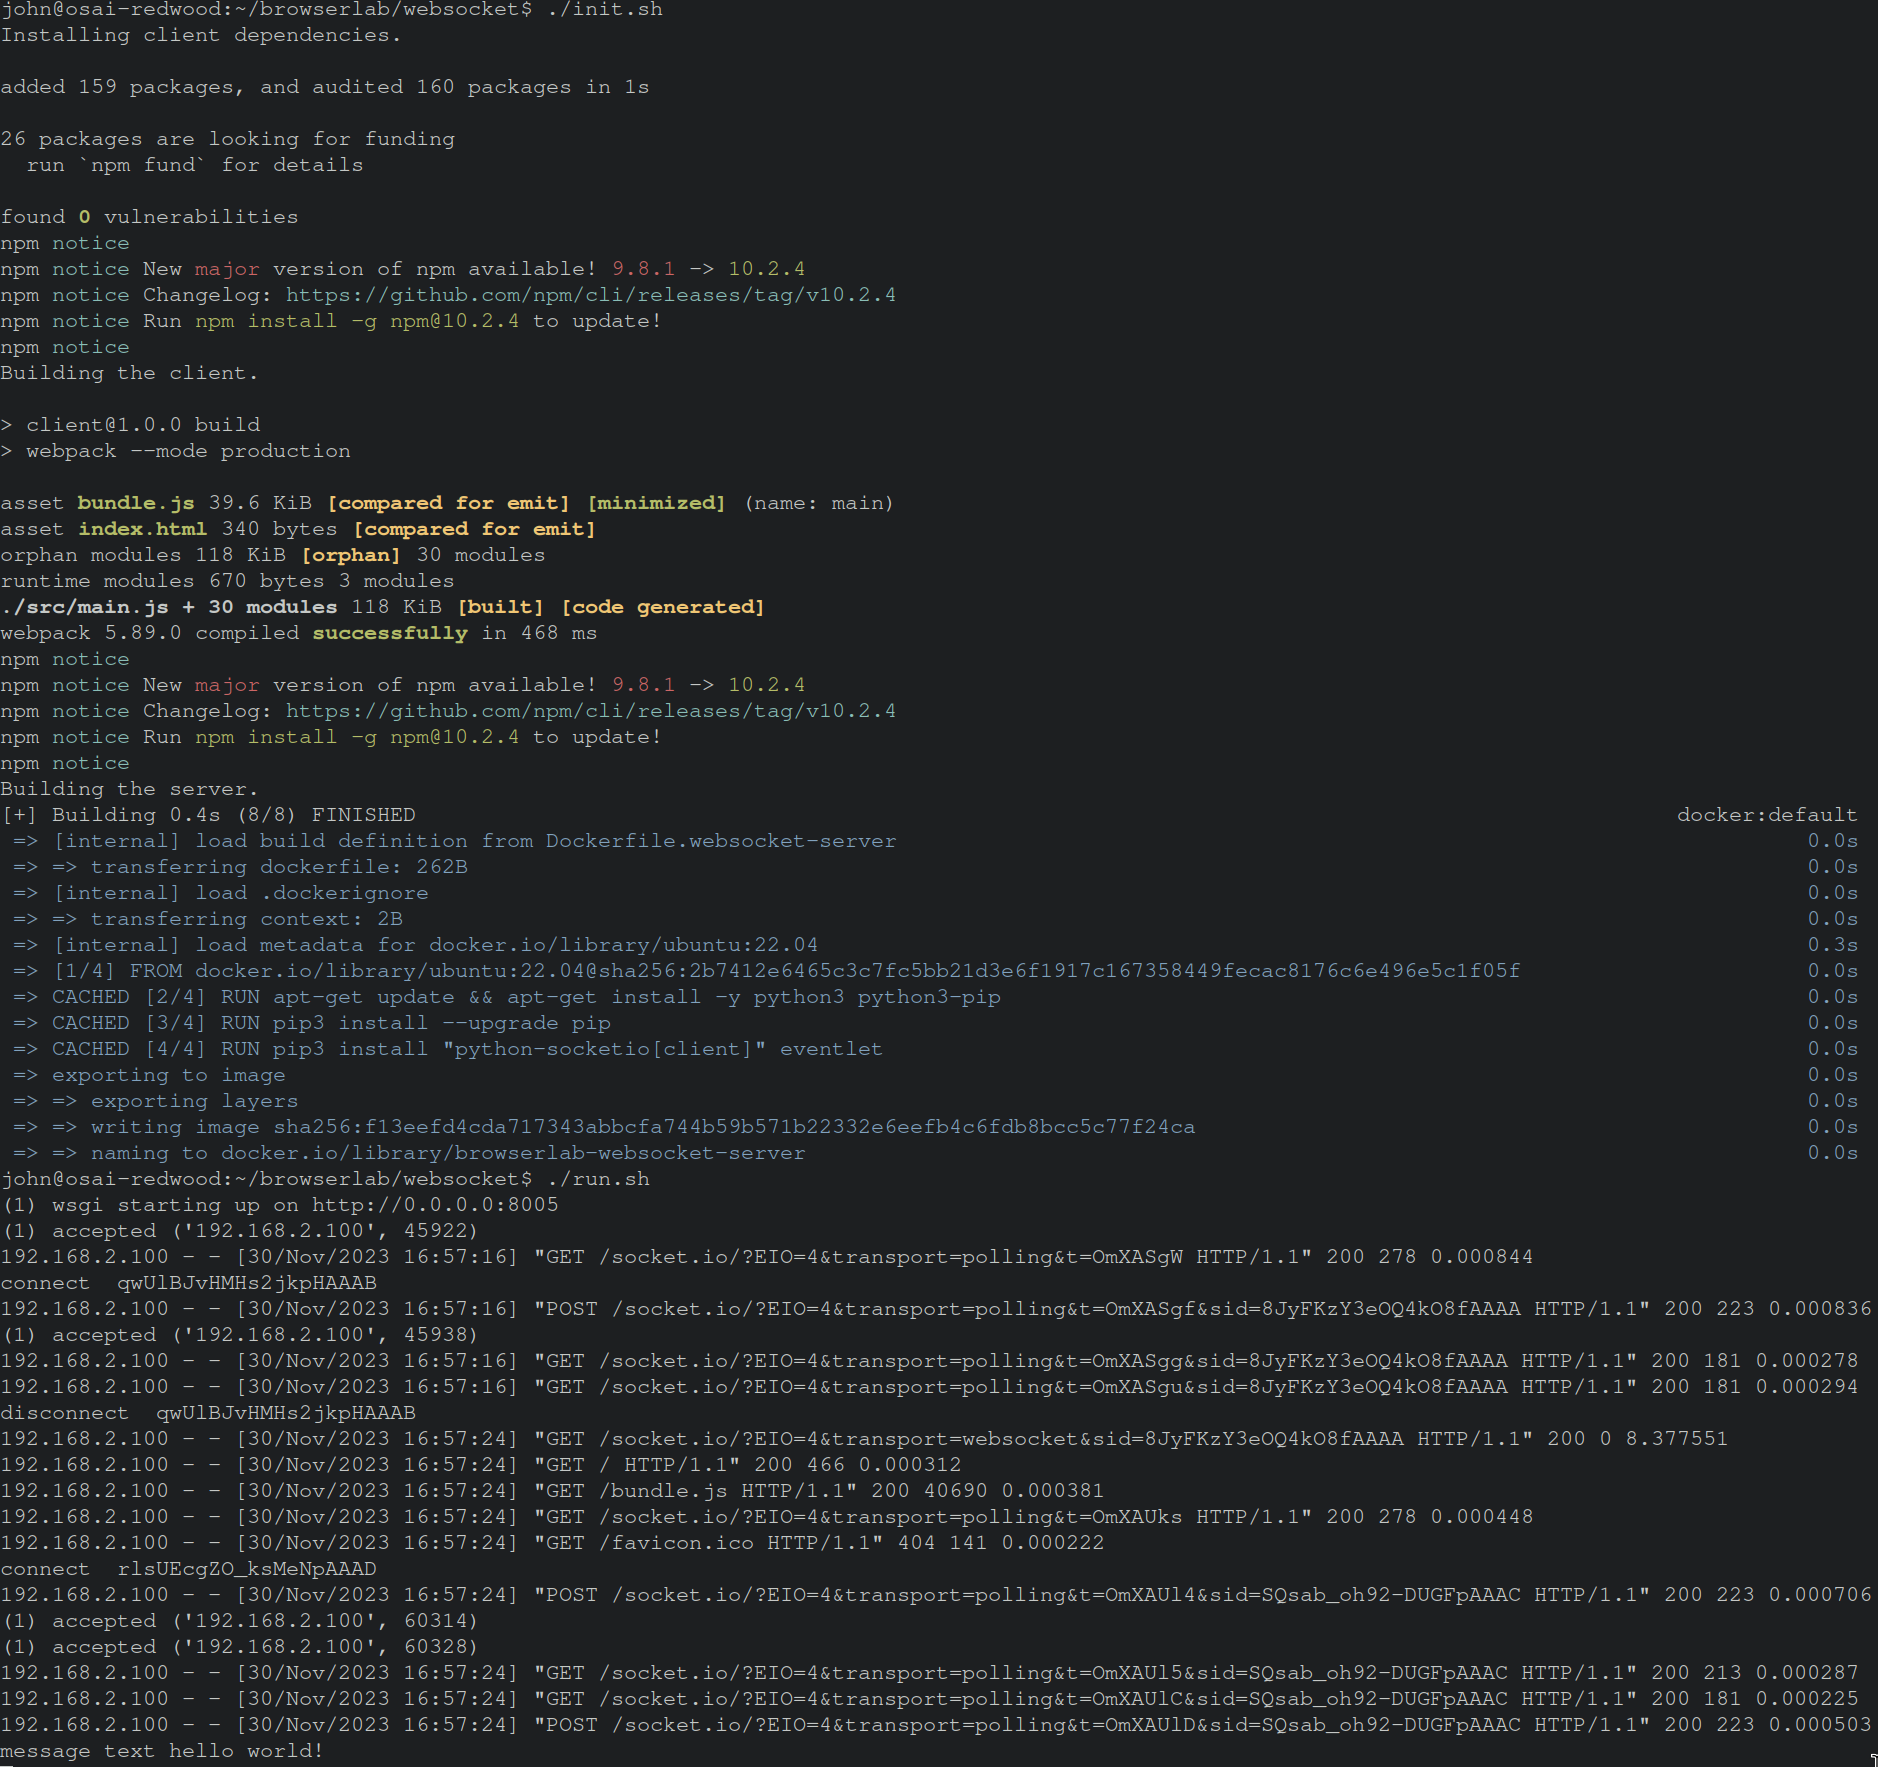 john@osai-redwood:~/browserlab/websocket$ ./init.sh
Installing client dependencies.
added 159 packages, and audited 160 packages in 1s
26 packages are looking for funding
  run `npm fund` for details
found 0 vulnerabilities
npm notice
npm notice New major version of npm available! 9.8.1 -> 10.2.4
npm notice Changelog: https://github.com/npm/cli/releases/tag/v10.2.4
npm notice Run npm install -g npm@10.2.4 to update!
npm notice
Building the client.
> client@1.0.0 build
> webpack --mode production
asset bundle.js 39.6 KiB [compared for emit] [minimized] (name: main)
asset index.html 340 bytes [compared for emit]
orphan modules 118 KiB [orphan] 30 modules
runtime modules 670 bytes 3 modules
./src/main.js + 30 modules 118 KiB [built] [code generated]
webpack 5.89.0 compiled successfully in 468 ms
npm notice
npm notice New major version of npm available! 9.8.1 -> 10.2.4
npm notice Changelog: https://github.com/npm/cli/releases/tag/v10.2.4
npm notice Run npm install -g npm@10.2.4 to update!
npm notice
Building the server.
[+] Building 0.4s (8/8) FINISHED docker:default
 => [internal] load build definition from Dockerfile.websocket-server 0.0s
 => => transferring dockerfile: 262B 0.0s
 => [internal] load .dockerignore 0.0s
 => => transferring context: 2B 0.0s
 => [internal] load metadata for docker.io/library/ubuntu:22.04 0.3s
 => [1/4] FROM docker.io/library/ubuntu:22.04@sha256:2b7412e6465c3c7fc5bb21d3e6f1917c167358449fecac8176c6e496e5c1f05f 0.0s
 => CACHED [2/4] RUN apt-get update && apt-get install -y python3 python3-pip 0.0s
 => CACHED [3/4] RUN pip3 install --upgrade pip 0.0s
 => CACHED [4/4] RUN pip3 install "python-socketio[client]" eventlet 0.0s
 => exporting to image 0.0s
 => => exporting layers 0.0s
 => => writing image sha256:f13eefd4cda717343abbcfa744b59b571b22332e6eefb4c6fdb8bcc5c77f24ca 0.0s
 => => naming to docker.io/library/browserlab-websocket-server 0.0s
john@osai-redwood:~/browserlab/websocket$ ./run.sh
(1) wsgi starting up on http://0.0.0.0:8005
(1) accepted ('192.168.2.100', 45922)
192.168.2.100 - - [30/Nov/2023 16:57:16] "GET /socket.io/?EIO=4&transport=polling&t=OmXASgW HTTP/1.1" 200 278 0.000844
connect  qwUlBJvHMHs2jkpHAAAB
192.168.2.100 - - [30/Nov/2023 16:57:16] "POST /socket.io/?EIO=4&transport=polling&t=OmXASgf&sid=8JyFKzY3eOQ4kO8fAAAA HTTP/1.1" 200 223 0.000836
(1) accepted ('192.168.2.100', 45938)
192.168.2.100 - - [30/Nov/2023 16:57:16] "GET /socket.io/?EIO=4&transport=polling&t=OmXASgg&sid=8JyFKzY3eOQ4kO8fAAAA HTTP/1.1" 200 181 0.000278
192.168.2.100 - - [30/Nov/2023 16:57:16] "GET /socket.io/?EIO=4&transport=polling&t=OmXASgu&sid=8JyFKzY3eOQ4kO8fAAAA HTTP/1.1" 200 181 0.000294
disconnect  qwUlBJvHMHs2jkpHAAAB
192.168.2.100 - - [30/Nov/2023 16:57:24] "GET /socket.io/?EIO=4&transport=websocket&sid=8JyFKzY3eOQ4kO8fAAAA HTTP/1.1" 200 0 8.377551
192.168.2.100 - - [30/Nov/2023 16:57:24] "GET / HTTP/1.1" 200 466 0.000312
192.168.2.100 - - [30/Nov/2023 16:57:24] "GET /bundle.js HTTP/1.1" 200 40690 0.000381
192.168.2.100 - - [30/Nov/2023 16:57:24] "GET /socket.io/?EIO=4&transport=polling&t=OmXAUks HTTP/1.1" 200 278 0.000448
192.168.2.100 - - [30/Nov/2023 16:57:24] "GET /favicon.ico HTTP/1.1" 404 141 0.000222
connect  rlsUEcgZO_ksMeNpAAAD
192.168.2.100 - - [30/Nov/2023 16:57:24] "POST /socket.io/?EIO=4&transport=polling&t=OmXAUl4&sid=SQsab_oh92-DUGFpAAAC HTTP/1.1" 200 223 0.000706
(1) accepted ('192.168.2.100', 60314)
(1) accepted ('192.168.2.100', 60328)
192.168.2.100 - - [30/Nov/2023 16:57:24] "GET /socket.io/?EIO=4&transport=polling&t=OmXAUl5&sid=SQsab_oh92-DUGFpAAAC HTTP/1.1" 200 213 0.000287
192.168.2.100 - - [30/Nov/2023 16:57:24] "GET /socket.io/?EIO=4&transport=polling&t=OmXAUlC&sid=SQsab_oh92-DUGFpAAAC HTTP/1.1" 200 181 0.000225
192.168.2.100 - - [30/Nov/2023 16:57:24] "POST /socket.io/?EIO=4&transport=polling&t=OmXAUlD&sid=SQsab_oh92-DUGFpAAAC HTTP/1.1" 200 223 0.000503
message text hello world!